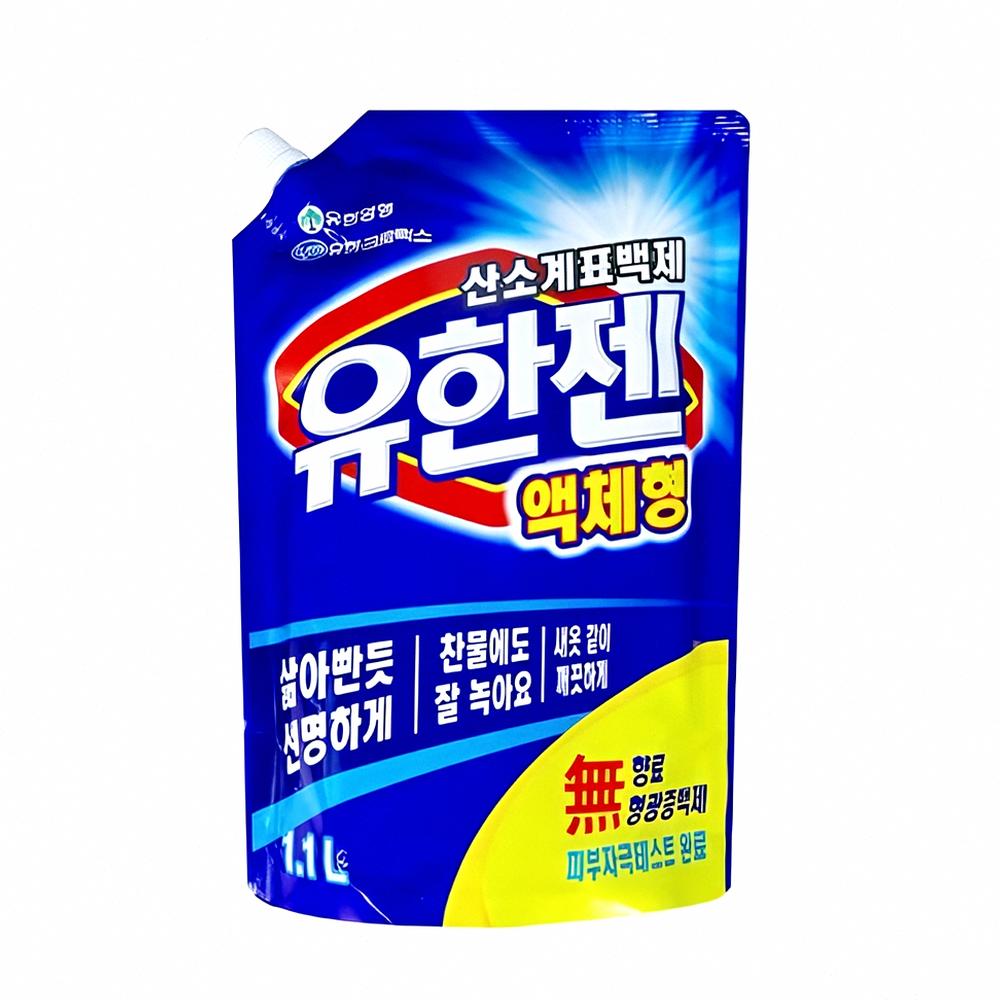 유한양행
유한크로락스
산소계표백제
유한젠
액체형
삶아빤듯
선명하게
찬물에도
잘 녹아요
새옷 같이
깨끗하게
無 향료
형광증백제
피부자극테스트 완료
1.1 L